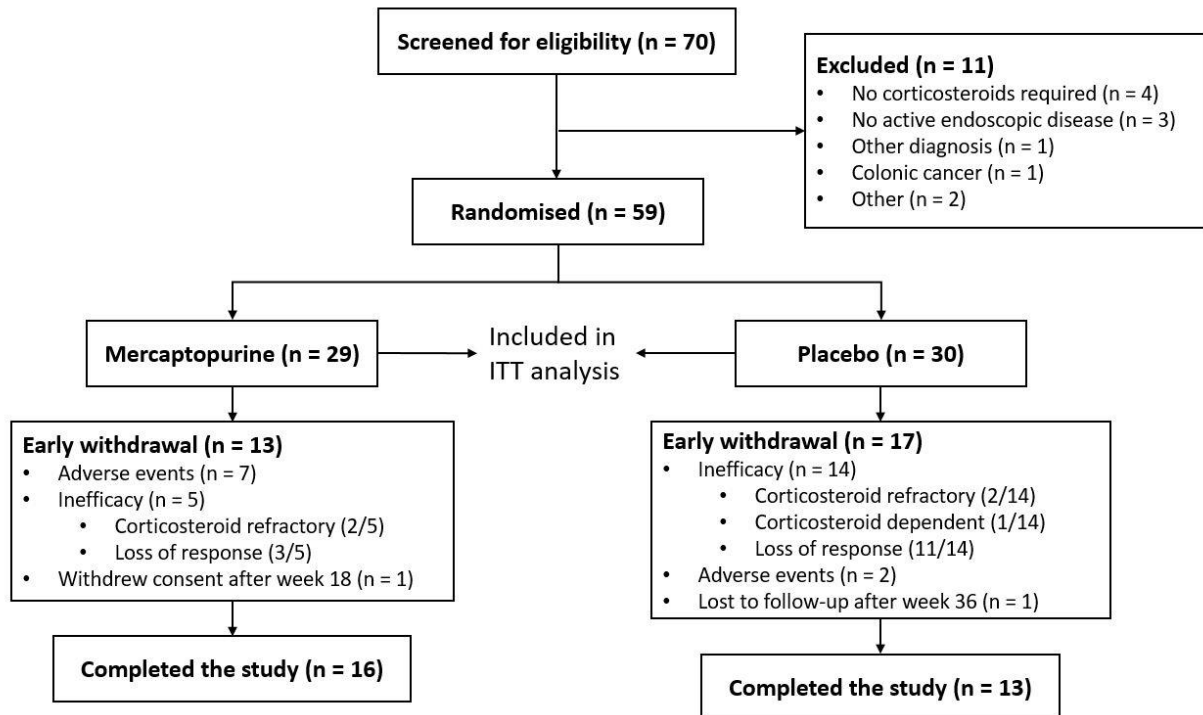 Screened for eligibility (n = 70)
Excluded (n = 11)
• No corticosteroids required (n = 4)
• No active endoscopic disease (n = 3)
• Other diagnosis (n = 1)
• Colonic cancer (n = 1)
• Other (n = 2)
Randomised (n = 59)
Mercaptopurine (n = 29)
Included in
ITT analysis
Placebo (n = 30)
Early withdrawal (n = 13)
• Adverse events (n = 7)
• Inefficacy (n = 5)
• Corticosteroid refractory (2/5)
• Loss of response (3/5)
• Withdrew consent after week 18 (n = 1)
Early withdrawal (n = 17)
• Inefficacy (n = 14)
• Corticosteroid refractory (2/14)
• Corticosteroid dependent (1/14)
• Loss of response (11/14)
• Adverse events (n = 2)
• Lost to follow-up after week 36 (n = 1)
Completed the study (n = 16)
Completed the study (n = 13)